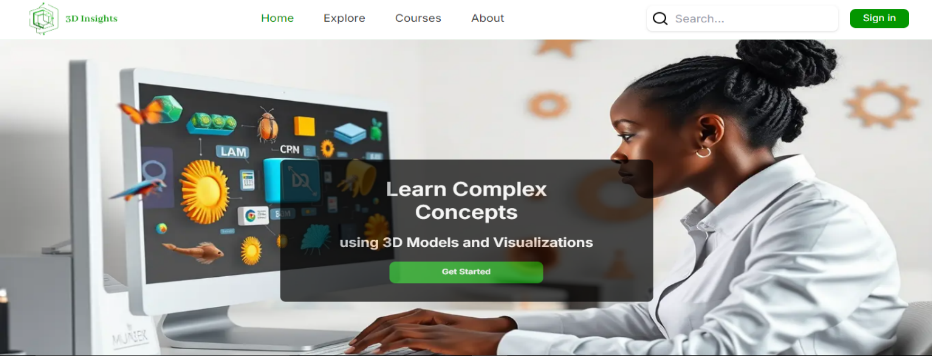 3D Insights
Home Explore Courses About
Search...
Sign in
LAM
CPN
Learn Complex
Concepts
using 3D Models and Visualizations
Get Started